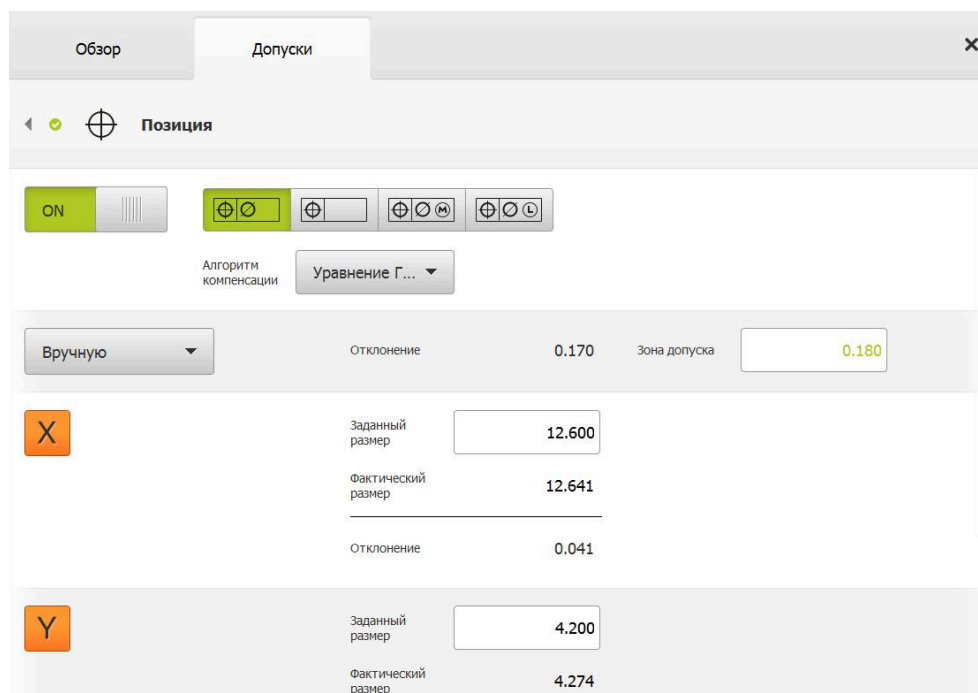 Обзор
Допуски
Позиция
ON
Алгоритм
компенсации
Уравнение Г...
Вручную
Отклонение
0.170
Зона допуска
0.180
X
Заданный
размер
12.600
Фактический
размер
12.641
Отклонение
0.041
Y
Заданный
размер
4.200
Фактический
размер
4.274